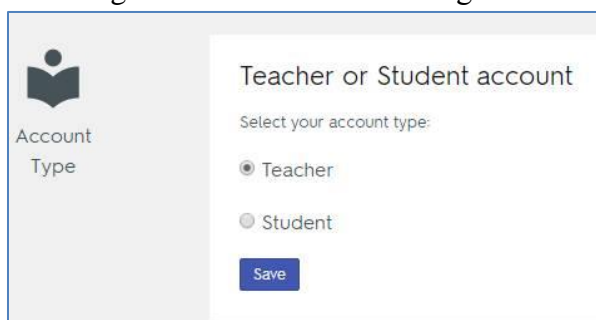 Account
Type
Teacher or Student account
Select your account type:
Teacher
Student
Save